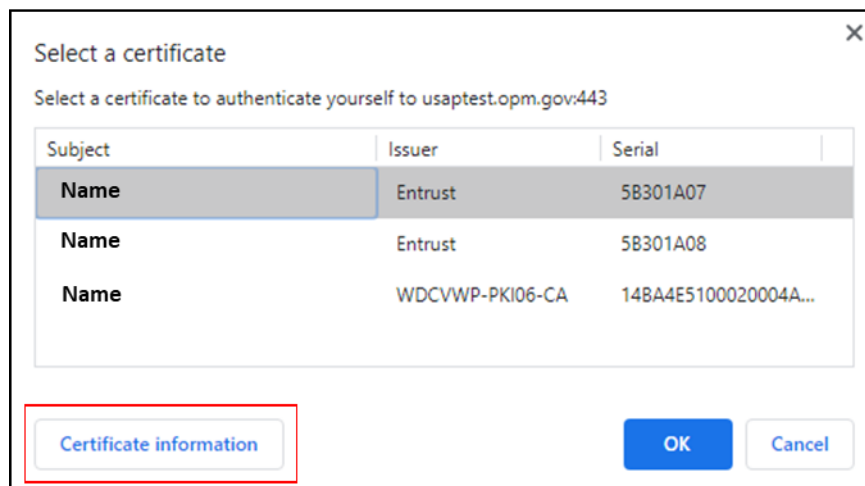 Select a certificate
Select a certificate to authenticate yourself to usaptest.opm.gov:443
Subject Issuer Serial
Name Entrust 5B301A07
Name Entrust 5B301A08
Name WDCVWP-PKI06-CA 14BA4E5100020004A...
Certificate information OK Cancel